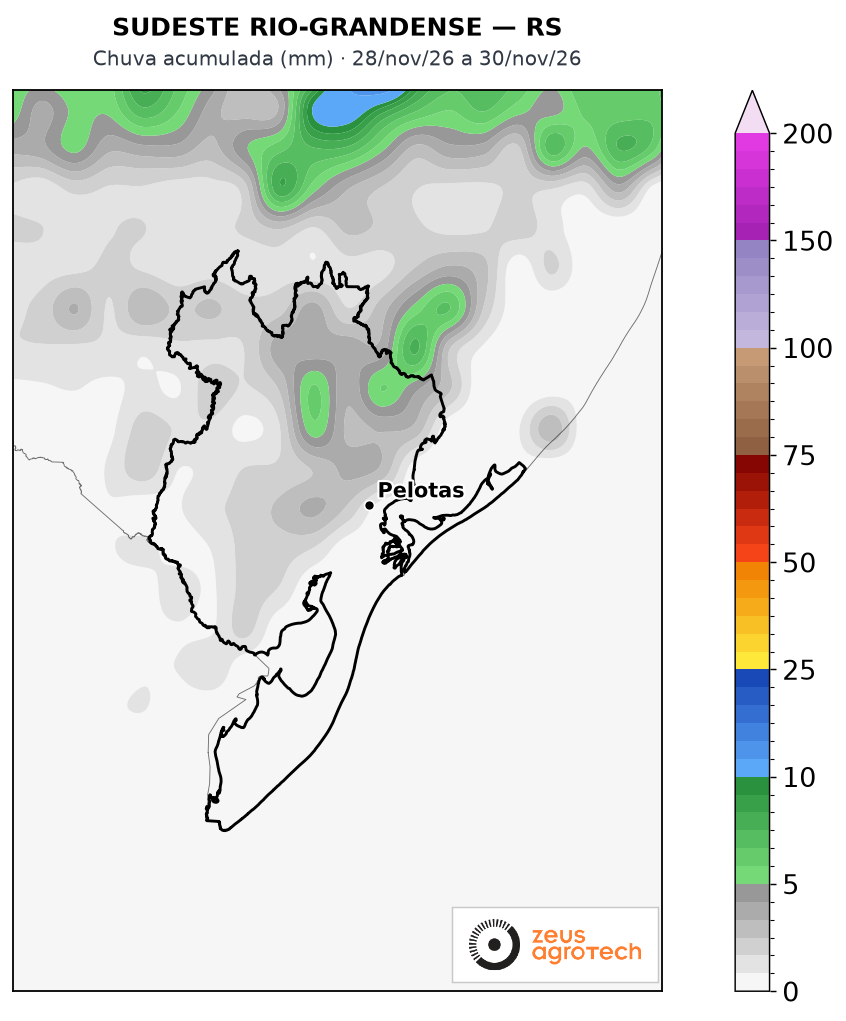 SUDESTE RIO-GRANDENSE — RS
Chuva acumulada (mm) · 28/nov/26 a 30/nov/26
200
150
100
75
50
25
10
5
0
Pelotas
zeus
agrotech